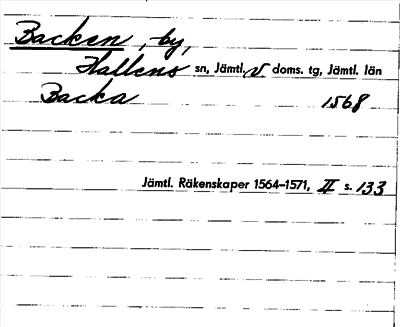 Backen, by,
Hallens sn, Jämtl. V doms. tg, Jämtl. län
Backa 1568
Jämtl. Räkenskaper 1564–1571, II s. 133